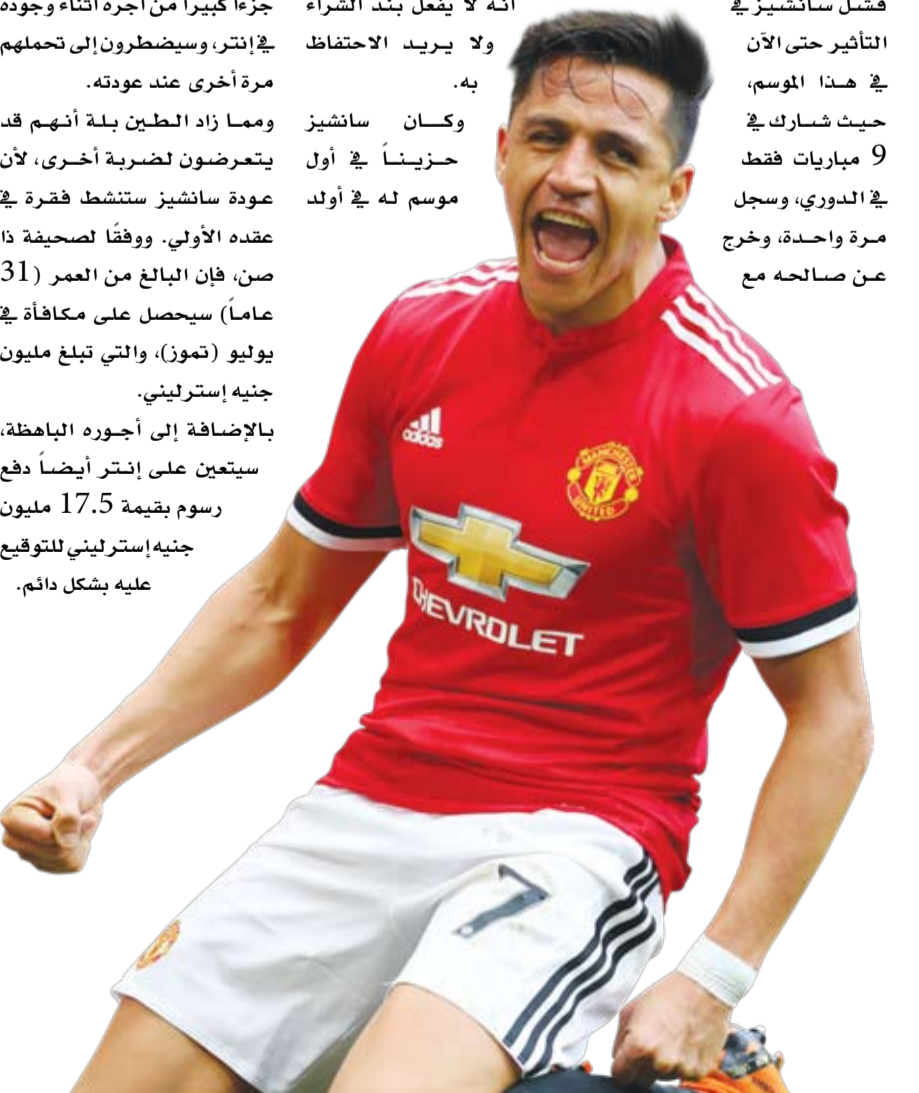 فشل سانشيز في
التأثير حتى الآن
في هذا الموسم،
حيث شارك في
9 مباريات فقط
في الدوري، وسجل
مرة واحدة، وخرج
عن صالحه مع
أنه لا يفعل بند الشراء
ولا يريد الاحتفاظ
به.
وكان سانشيز
حزيناً في أول
موسم له في أولد
جزءًا كبيرًا من أجره أثناء وجوده
في إنتر، وسيضطرون إلى تحملهم
مرة أخرى عند عودته.
ومما زاد الطين بلة أنهم قد
يتعرضون لضربة أخرى، لأن
عودة سانشيز ستنشط فقرة في
عقده الأولي. ووفقًا لصحيفة ذا
صن، فإن البالغ من العمر (31
عاماً) سيحصل على مكافأة في
يوليو (تموز)، والتي تبلغ مليون
جنيه إسترليني.
بالإضافة إلى أجوره الباهظة،
سيتعين على إنتر أيضاً دفع
رسوم بقيمة 17.5 مليون
جنيه إسترليني للتوقيع
عليه بشكل دائم.
adidas
MANCHESTER
UNITED
CHEVROLET
7